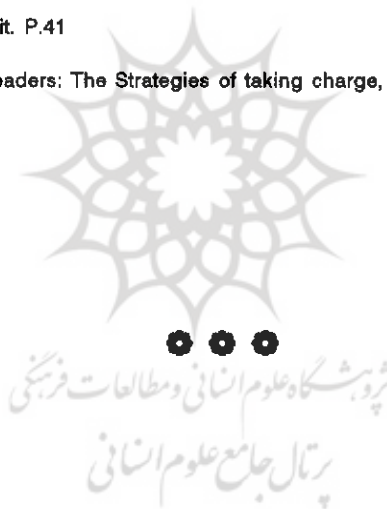 it. P.41
eaders: The Strategies of taking charge,
پژوهشگاه علوم انسانی و مطالعات فرهنگی
پرتال جامع علوم انسانی